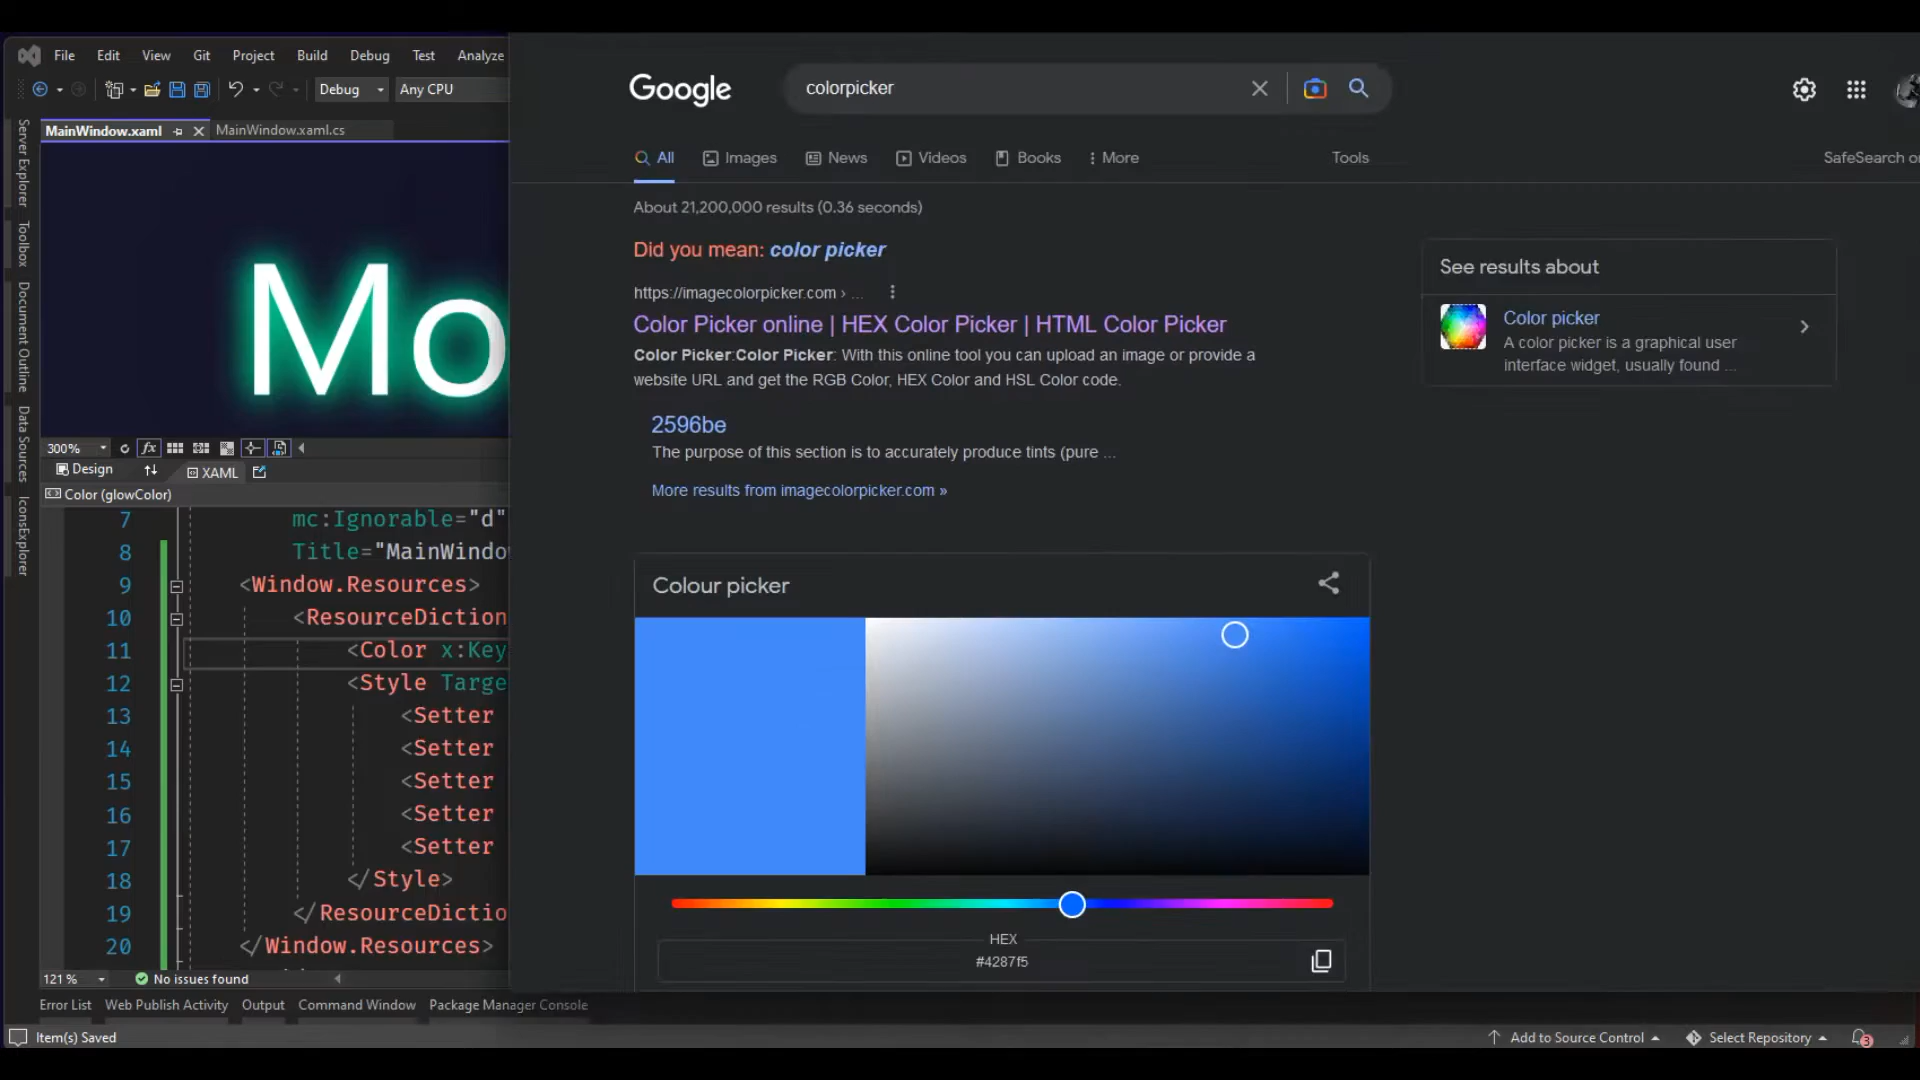 File Edit View Git Project Build Debug Test Analyze
Debug Any CPU
MainWindow.xaml MainWindow.xaml.cs
Server Explorer
Toolbox
Document Outline
Data Sources
IconsExplorer
Mo
300%
fx
Design XAML
Color (glowColor)
7 mc:Ignorable="d"
8 Title="MainWindo
9 <Window.Resources>
10 <ResourceDiction
11 <Color x:Key
12 <Style Targe
13 <Setter
14 <Setter
15 <Setter
16 <Setter
17 <Setter
18 </Style>
19 </ResourceDictio
20 </Window.Resources>
121 % No issues found
Error List Web Publish Activity Output Command Window Package Manager Console
Item(s) Saved
Add to Source Control Select Repository 3
Google colorpicker
All Images News Videos Books More Tools SafeSearch o
About 21,200,000 results (0.36 seconds)
Did you mean: color picker
https://imagecolorpicker.com › ...
Color Picker online | HEX Color Picker | HTML Color Picker
Color Picker:Color Picker: With this online tool you can upload an image or provide a
website URL and get the RGB Color, HEX Color and HSL Color code.
2596be
The purpose of this section is to accurately produce tints (pure ...
More results from imagecolorpicker.com »
See results about
Color picker
A color picker is a graphical user
interface widget, usually found ...
Colour picker
HEX
#4287f5